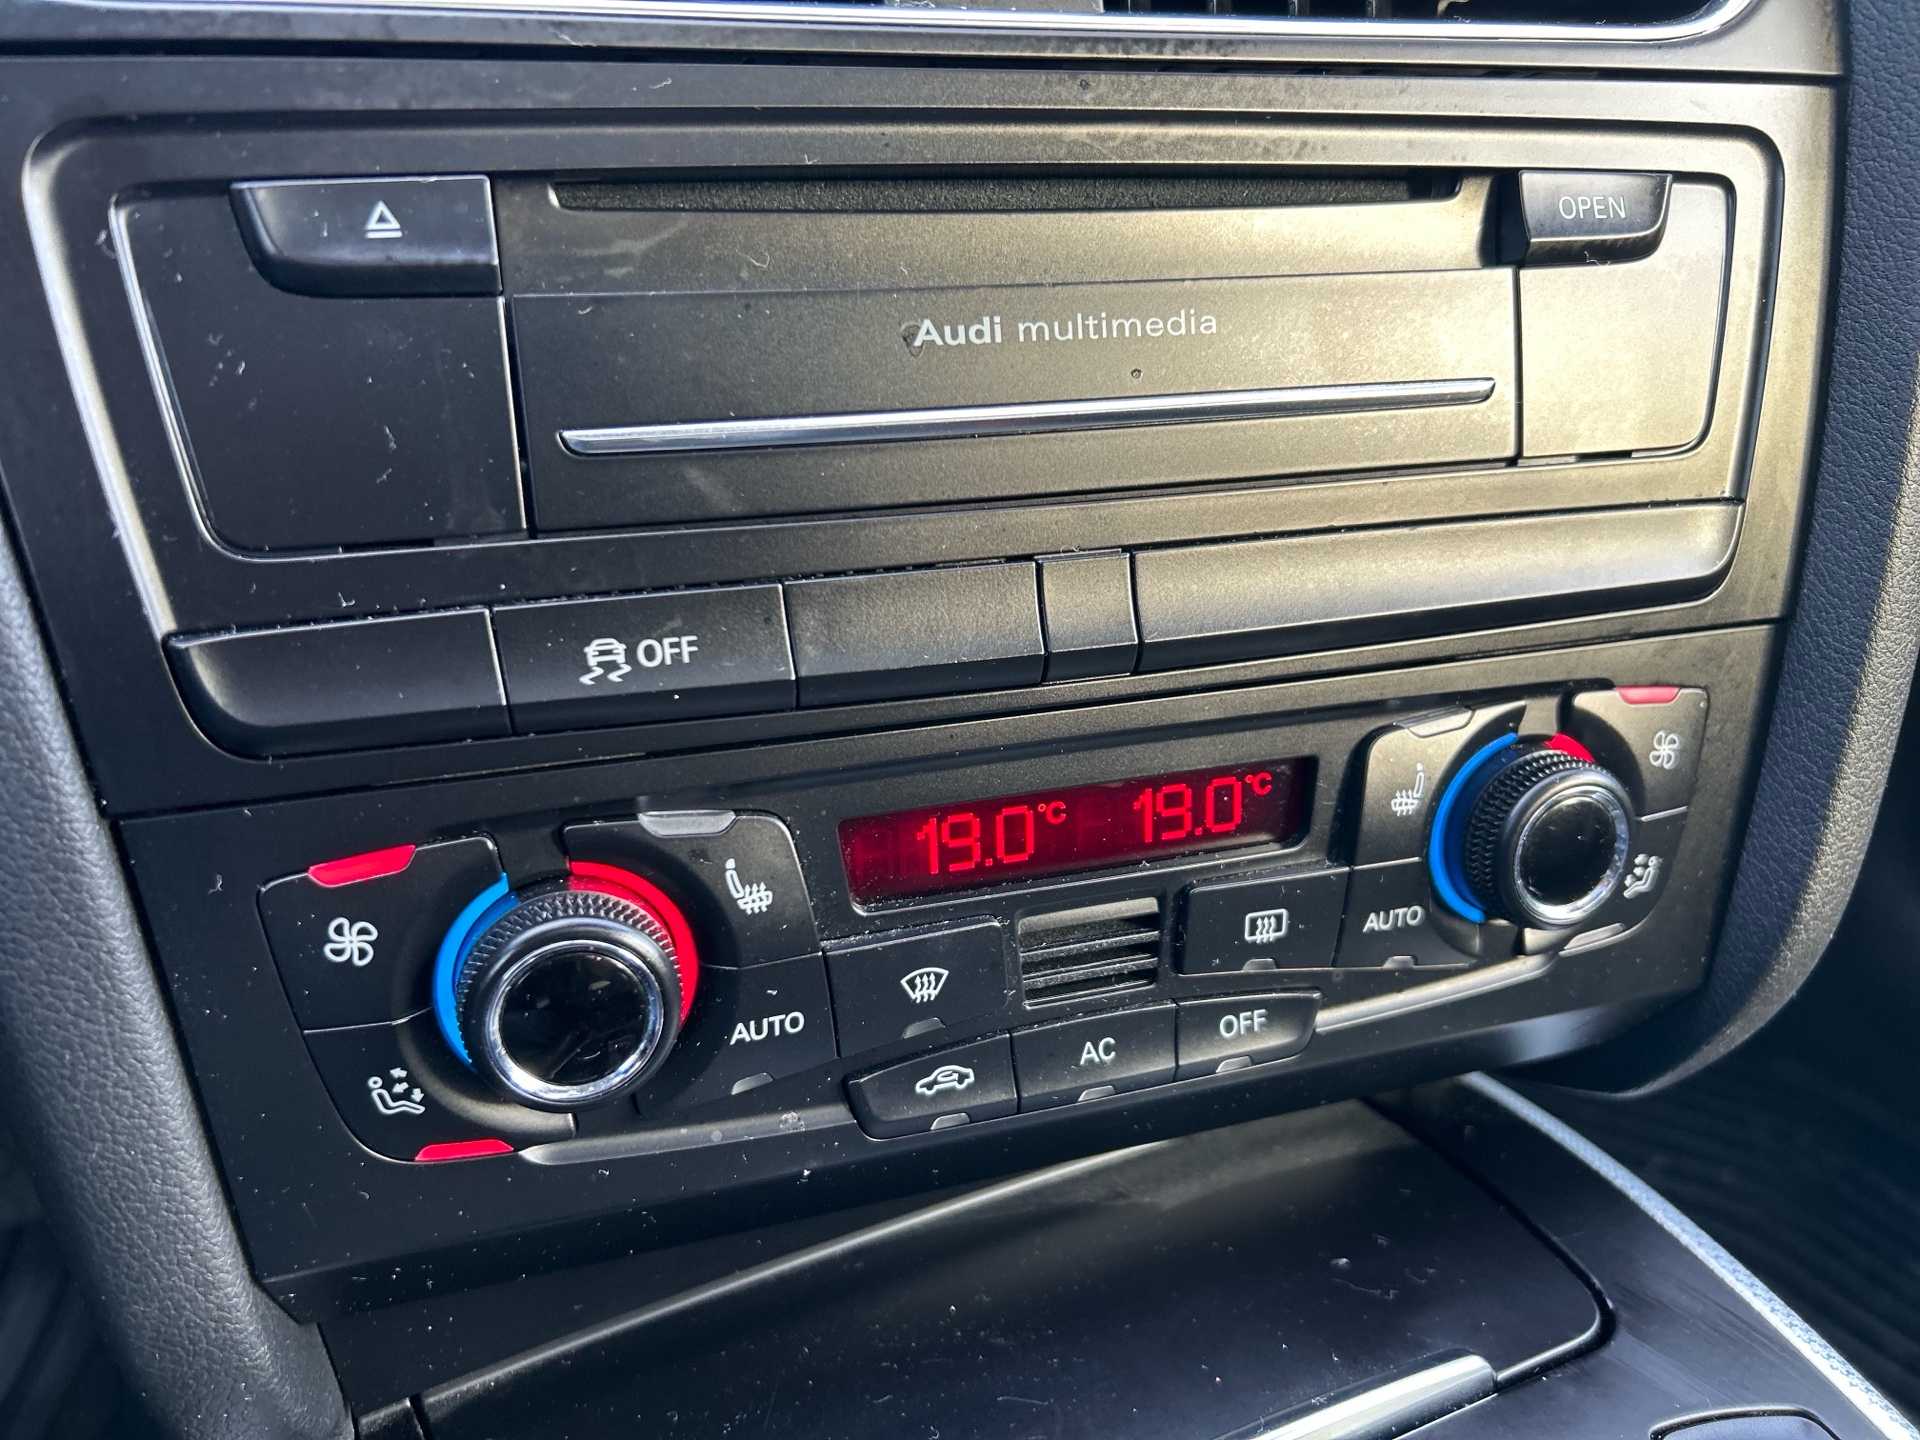 OPEN
Audi multimedia
OFF
19.0°C 19.0°C
AUTO
AUTO
AC
OFF